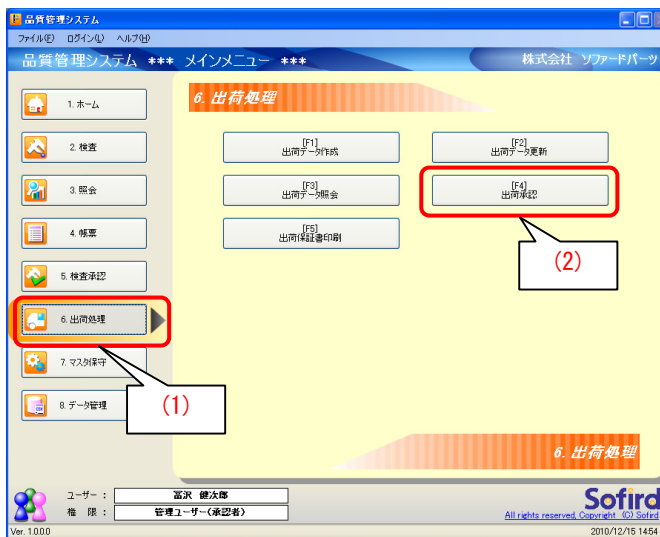 品質管理システム
ファイル(F) ログイン(L) ヘルプ(H)
品質管理システム *** メインメニュー ***
株式会社 ソファードパーツ
1. ホーム
2. 検査
3. 照会
4. 帳票
5. 検査承認
6. 出荷処理
7. マスタ保守
8. データ管理
6. 出荷処理
[F1]
出荷データ作成
[F2]
出荷データ更新
[F3]
出荷データ照会
[F4]
出荷承認
[F5]
出荷保証書印刷
(1)
(2)
6. 出荷処理
ユーザー :
冨沢 健次郎
権 限 :
管理ユーザー(承認者)
Sofird
All rights reserved, Copyright (C) Sofird
Ver. 1.0.0.0
2010/12/15 14:54